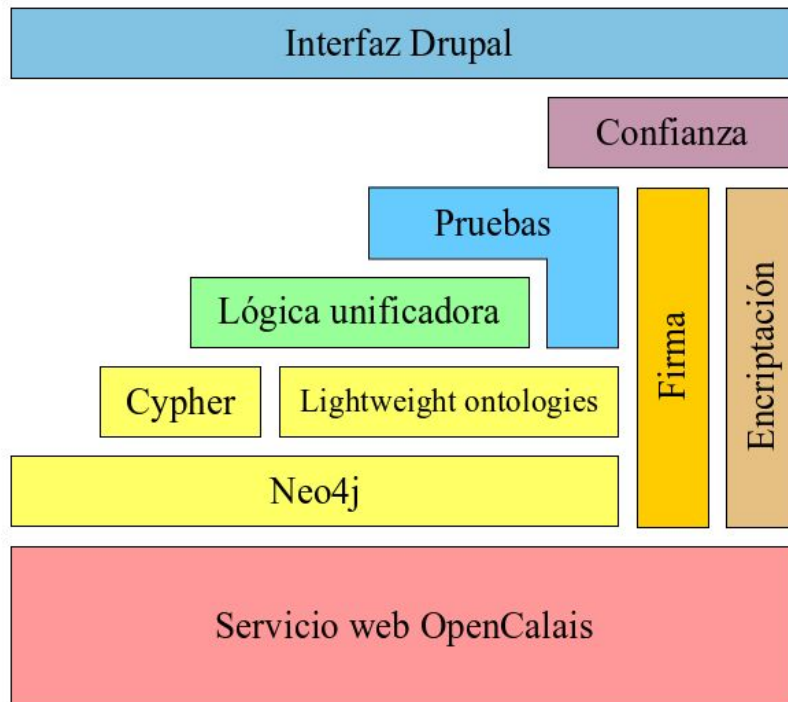 Interfaz Drupal
Confianza
Pruebas
Lógica unificadora
Firma
Encriptación
Cypher
Lightweight ontologies
Neo4j
Servicio web OpenCalais